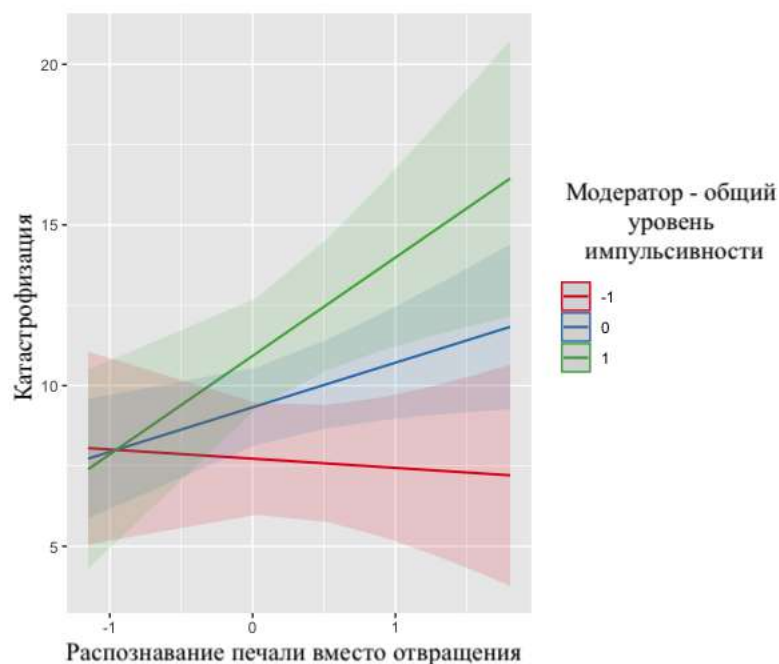 20
15
10
5
Катастрофизация
-1
0
1
Распознавание печали вместо отвращения
Модератор - общий
уровень
импульсивности
-1
0
1